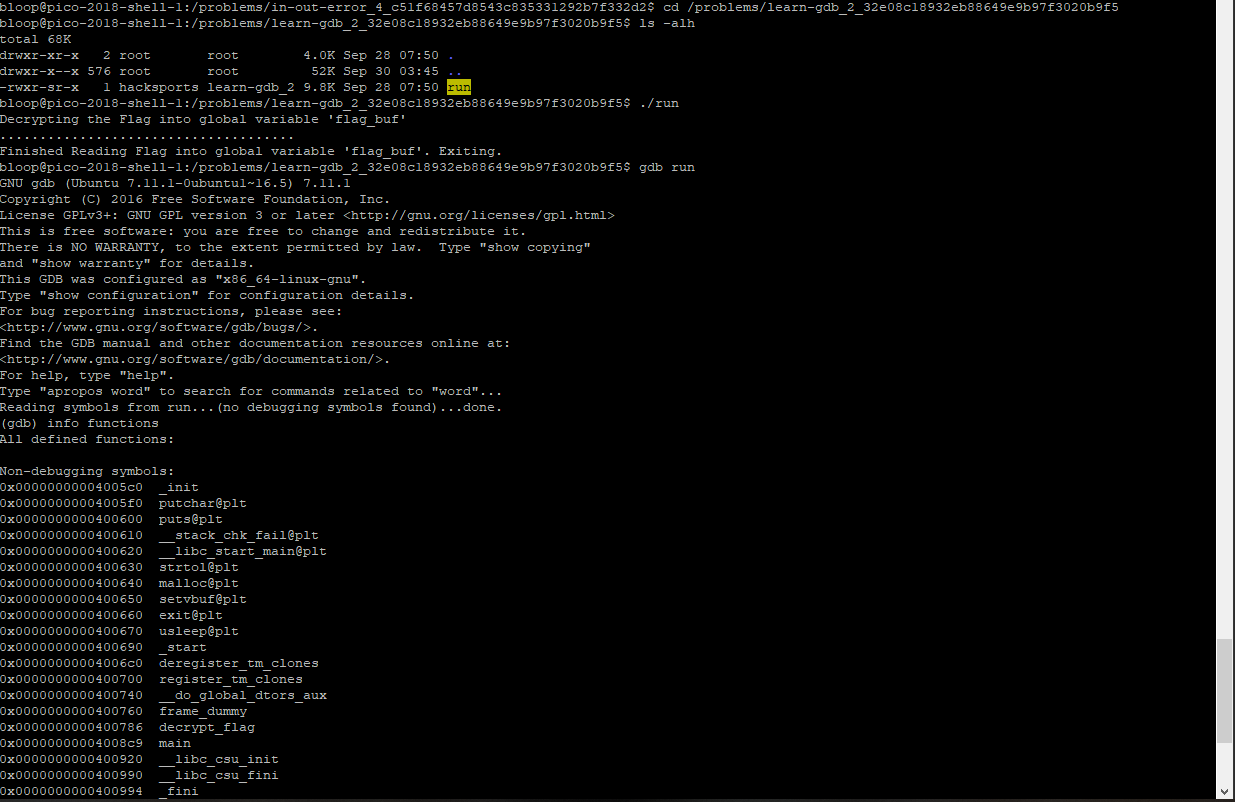 bloop@pico-2018-shell-1:/problems/in-out-error_4_c51f68457d8543c835331292b7f332d2$ cd /problems/learn-gdb_2_32e08c18932eb88649e9b97f3020b9f5
bloop@pico-2018-shell-1:/problems/learn-gdb_2_32e08c18932eb88649e9b97f3020b9f5$ ls -alh
total 68K
drwxr-xr-x   2 root       root        4.0K Sep 28 07:50 .
drwxr-x--x 576 root       root         52K Sep 30 03:45 ..
-rwxr-sr-x   1 hacksports learn-gdb_2 9.8K Sep 28 07:50 run
bloop@pico-2018-shell-1:/problems/learn-gdb_2_32e08c18932eb88649e9b97f3020b9f5$ ./run
Decrypting the Flag into global variable 'flag_buf'
.....................................
Finished Reading Flag into global variable 'flag_buf'. Exiting.
bloop@pico-2018-shell-1:/problems/learn-gdb_2_32e08c18932eb88649e9b97f3020b9f5$ gdb run
GNU gdb (Ubuntu 7.11.1-0ubuntu1~16.5) 7.11.1
Copyright (C) 2016 Free Software Foundation, Inc.
License GPLv3+: GNU GPL version 3 or later <http://gnu.org/licenses/gpl.html>
This is free software: you are free to change and redistribute it.
There is NO WARRANTY, to the extent permitted by law.  Type "show copying"
and "show warranty" for details.
This GDB was configured as "x86_64-linux-gnu".
Type "show configuration" for configuration details.
For bug reporting instructions, please see:
<http://www.gnu.org/software/gdb/bugs/>.
Find the GDB manual and other documentation resources online at:
<http://www.gnu.org/software/gdb/documentation/>.
For help, type "help".
Type "apropos word" to search for commands related to "word"...
Reading symbols from run...(no debugging symbols found)...done.
(gdb) info functions
All defined functions:

Non-debugging symbols:
0x00000000004005c0  _init
0x00000000004005f0  putchar@plt
0x0000000000400600  puts@plt
0x0000000000400610  __stack_chk_fail@plt
0x0000000000400620  __libc_start_main@plt
0x0000000000400630  strtol@plt
0x0000000000400640  malloc@plt
0x0000000000400650  setvbuf@plt
0x0000000000400660  exit@plt
0x0000000000400670  usleep@plt
0x0000000000400690  _start
0x00000000004006c0  deregister_tm_clones
0x0000000000400700  register_tm_clones
0x0000000000400740  __do_global_dtors_aux
0x0000000000400760  frame_dummy
0x0000000000400786  decrypt_flag
0x00000000004008c9  main
0x0000000000400920  __libc_csu_init
0x0000000000400990  __libc_csu_fini
0x0000000000400994  _fini